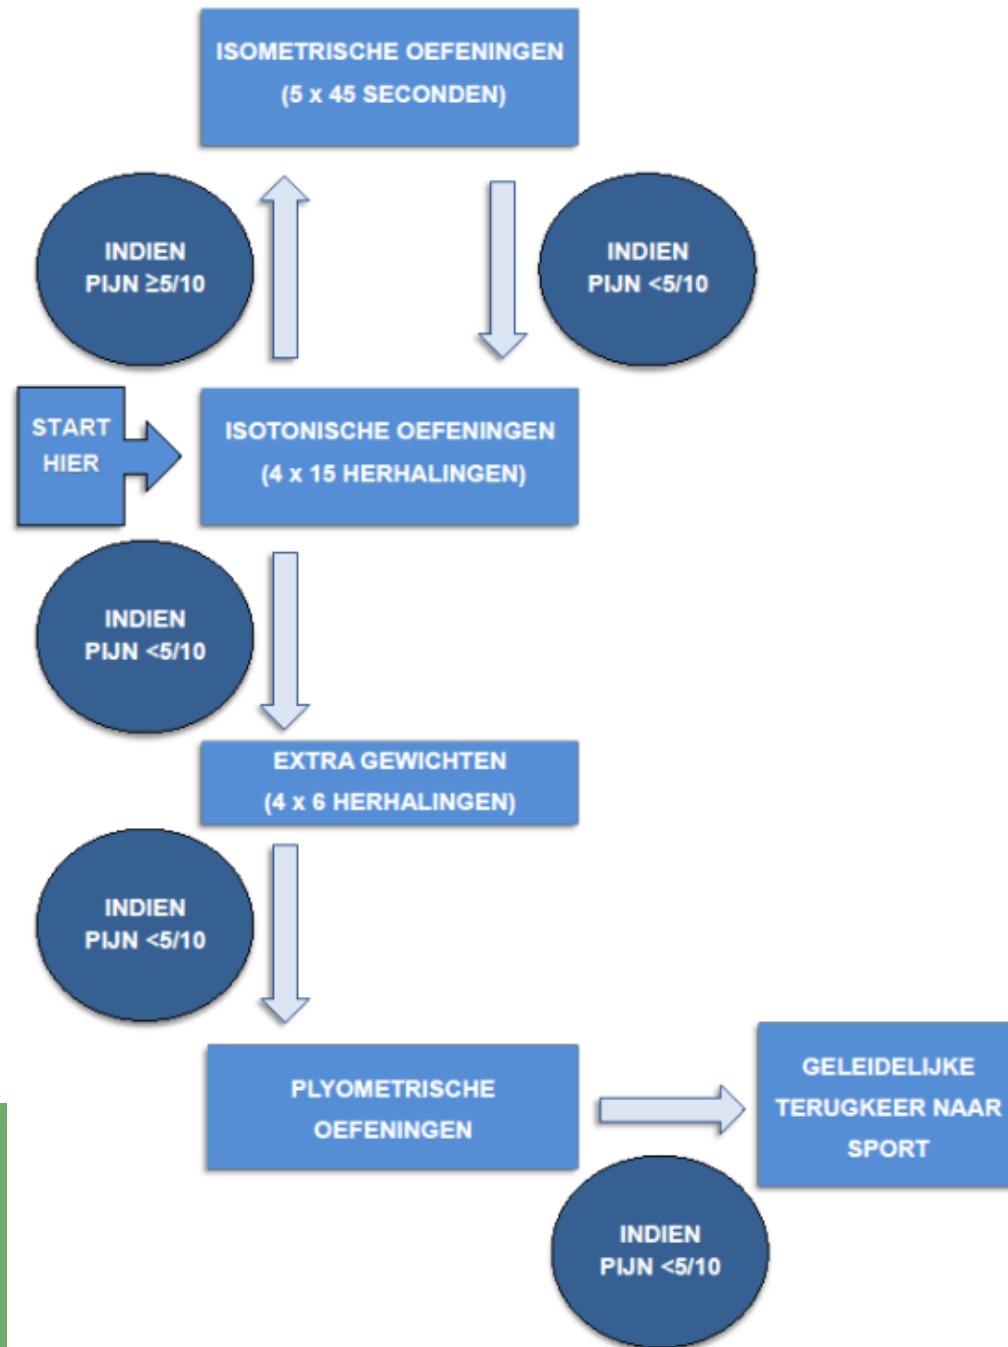 ISOMETRISCHE OEFENINGEN
(5 x 45 SECONDEN)
INDIEN
PIJN ≥5/10
INDIEN
PIJN <5/10
START
HIER
ISOTONISCHE OEFENINGEN
(4 x 15 HERHALINGEN)
INDIEN
PIJN <5/10
EXTRA GEWICHTEN
(4 x 6 HERHALINGEN)
INDIEN
PIJN <5/10
PLYOMETRISCHE
OEFENINGEN
GELEIDELIJKE
TERUGKEER NAAR
SPORT
INDIEN
PIJN <5/10